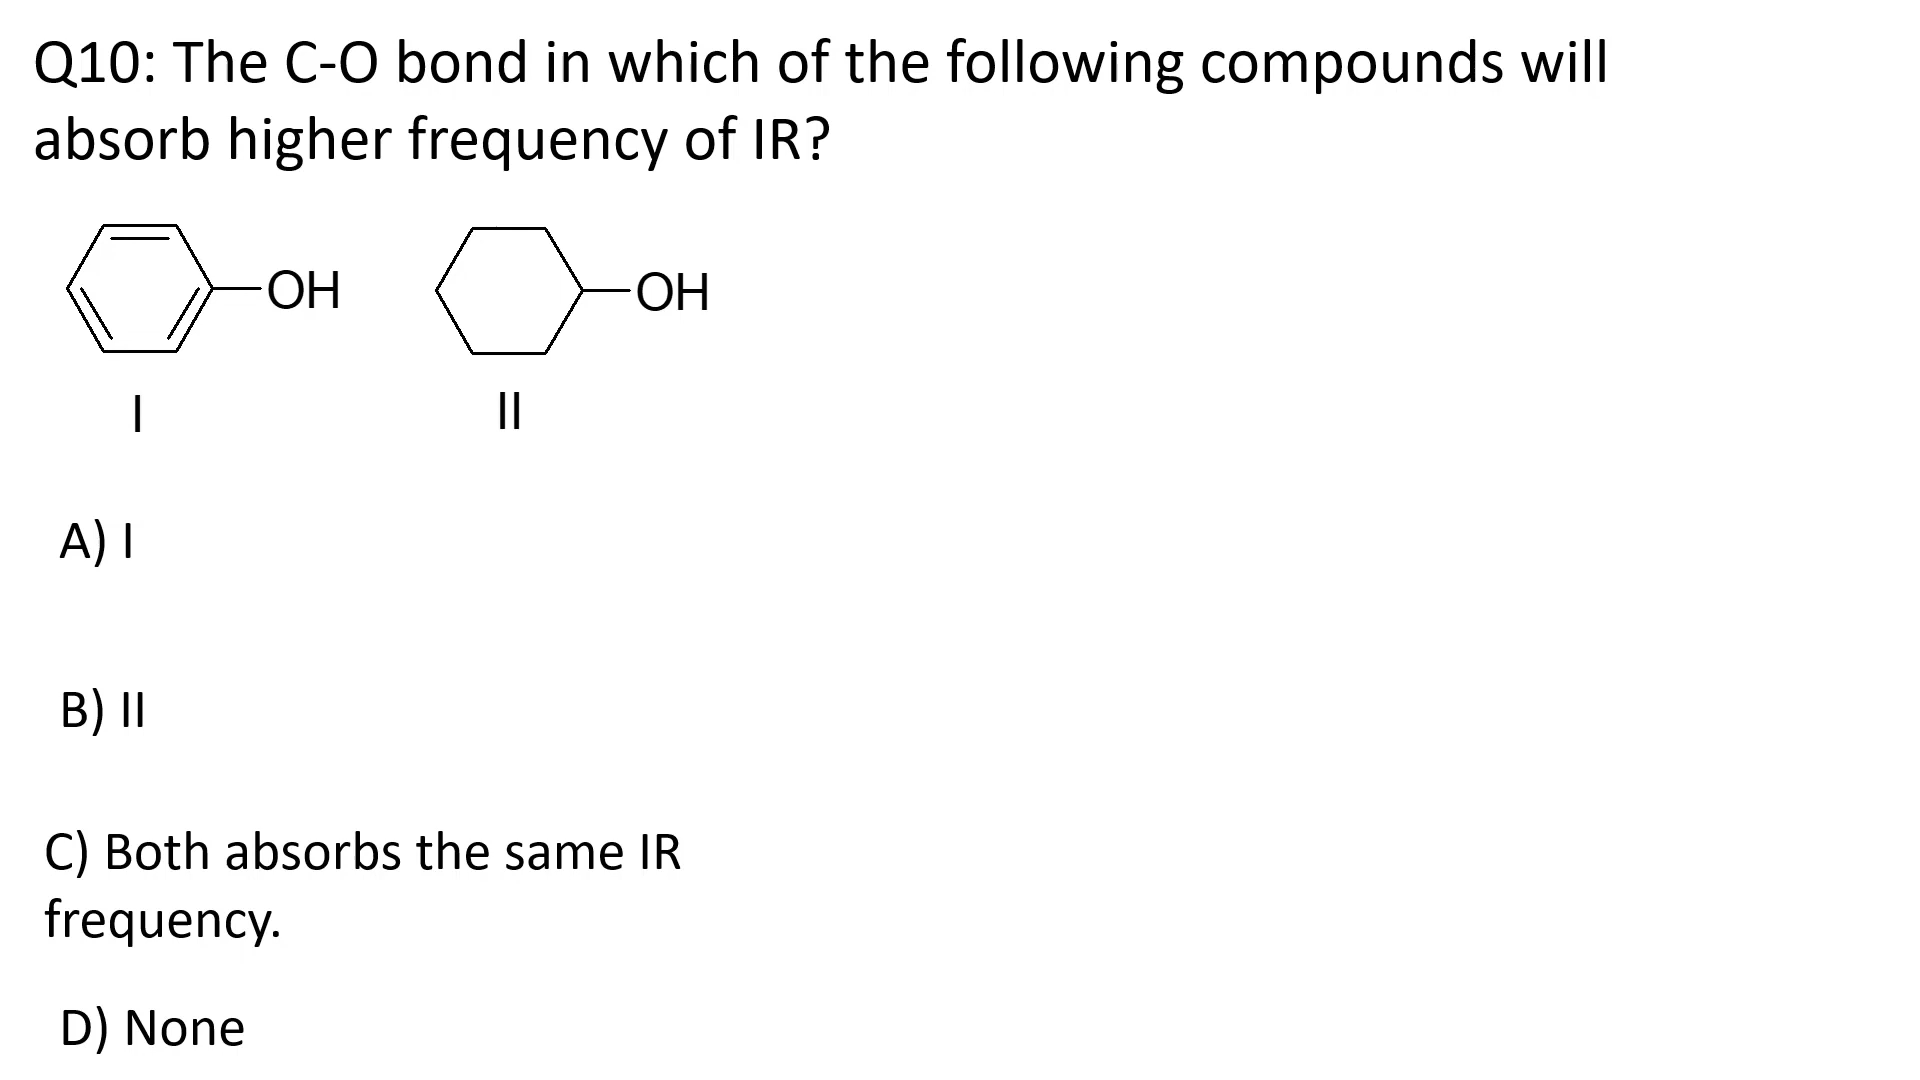 Q10: The C-O bond in which of the following compounds will
absorb higher frequency of IR?
OH OH
I II
A) I
B) II
C) Both absorbs the same IR
frequency.
D) None